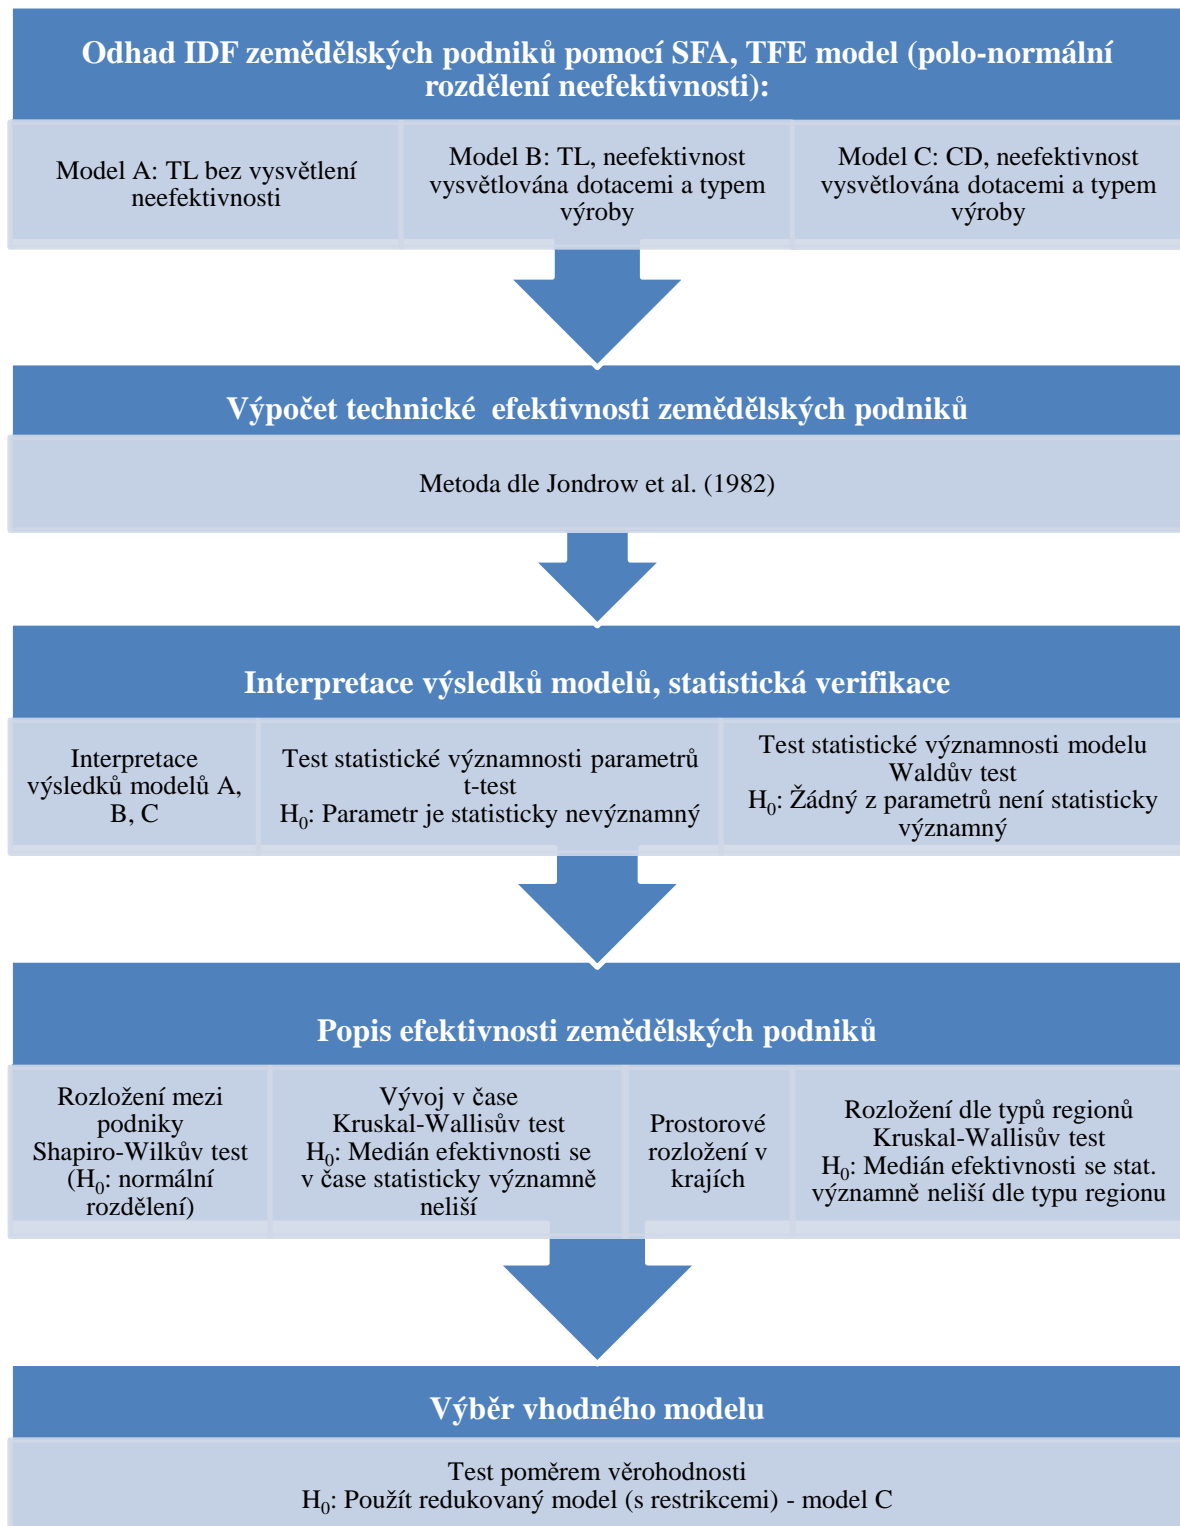 Odhad IDF zemědělských podniků pomocí SFA, TFE model (polo-normální
rozdělení neefektivnosti):
Model A: TL bez vysvětlení
neefektivnosti
Model B: TL, neefektivnost
vysvětlována dotacemi a typem
výroby
Model C: CD, neefektivnost
vysvětlována dotacemi a typem
výroby
Výpočet technické  efektivnosti zemědělských podniků
Metoda dle Jondrow et al. (1982)
Interpretace výsledků modelů, statistická verifikace
Interpretace
výsledků modelů A,
B, C
Test statistické významnosti parametrů
t-test
H₀: Parametr je statisticky nevýznamný
Test statistické významnosti modelu
Waldův test
H₀: Žádný z parametrů není statisticky
významný
Popis efektivnosti zemědělských podniků
Rozložení mezi
podniky
Shapiro-Wilkův test
(H₀: normální
rozdělení)
Vývoj v čase
Kruskal-Wallisův test
H₀: Medián efektivnosti se
v čase statisticky významně
neliší
Prostorové
rozložení v
krajích
Rozložení dle typů regionů
Kruskal-Wallisův test
H₀: Medián efektivnosti se stat.
významně neliší dle typu regionu
Výběr vhodného modelu
Test poměrem věrohodnosti
H₀: Použít redukovaný model (s restrikcemi) - model C